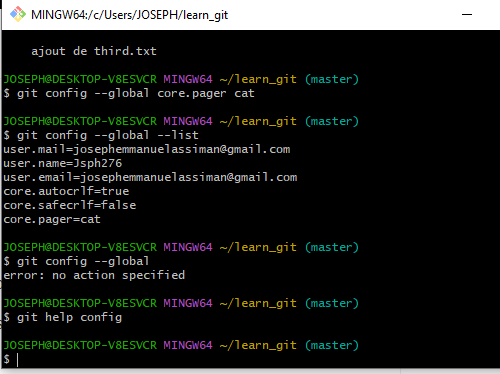 MINGW64:/c/Users/JOSEPH/learn_git
ajout de third.txt
JOSEPH@DESKTOP-V8ESVCR MINGW64 ~/learn_git (master)
$ git config --global core.pager cat
JOSEPH@DESKTOP-V8ESVCR MINGW64 ~/learn_git (master)
$ git config --global --list
user.mail=josephemmanuelassiman@gmail.com
user.name=Jsph276
user.email=josephemmanuelassiman@gmail.com
core.autocrlf=true
core.safecrlf=false
core.pager=cat
JOSEPH@DESKTOP-V8ESVCR MINGW64 ~/learn_git (master)
$ git config --global
error: no action specified
JOSEPH@DESKTOP-V8ESVCR MINGW64 ~/learn_git (master)
$ git help config
JOSEPH@DESKTOP-V8ESVCR MINGW64 ~/learn_git (master)
$